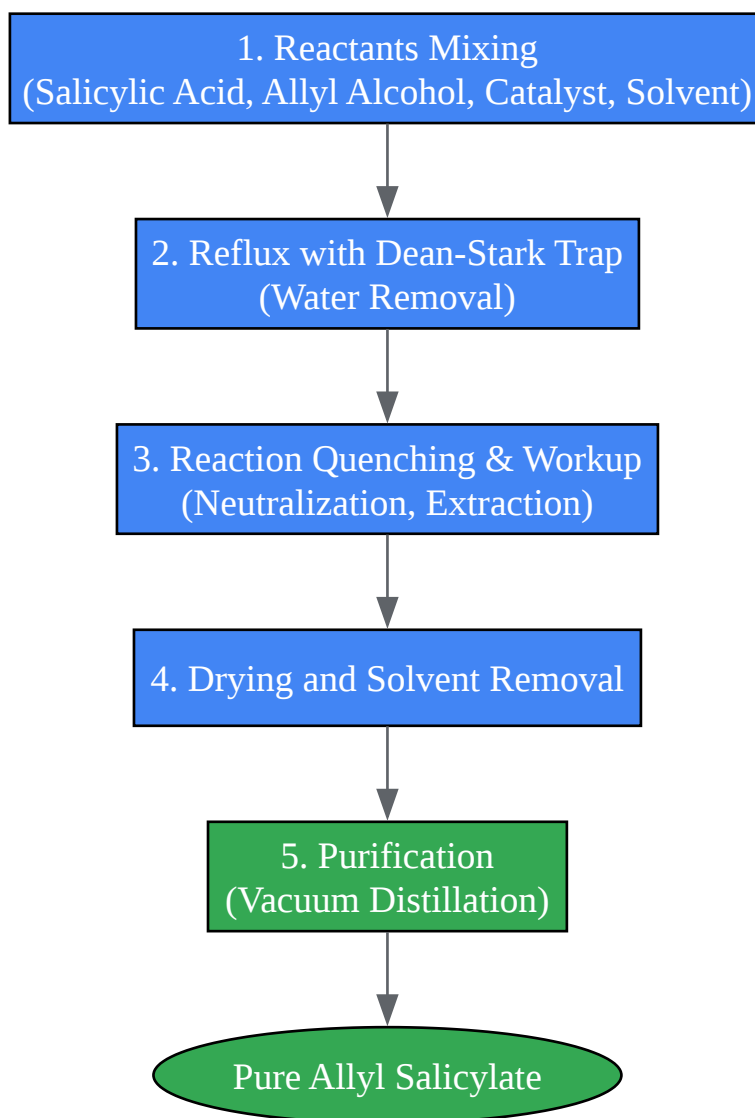 1. Reactants Mixing
(Salicylic Acid, Allyl Alcohol, Catalyst, Solvent)
2. Reflux with Dean-Stark Trap
(Water Removal)
3. Reaction Quenching & Workup
(Neutralization, Extraction)
4. Drying and Solvent Removal
5. Purification
(Vacuum Distillation)
Pure Allyl Salicylate